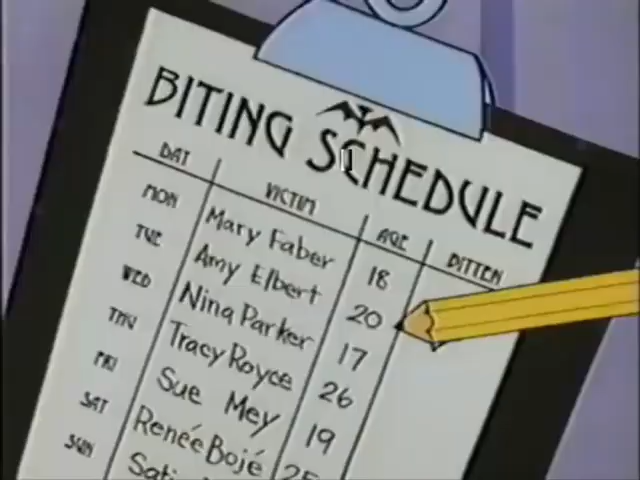 BITING SCHEDULE
DAY VICTIM AGE BITTEN
MON Mary Faber 18
TUE Amy Elbert 20
WED Nina Parker 17
THU Tracy Royce 26
FRI Sue Mey 19
SAT Renée Bojé 25
SUN